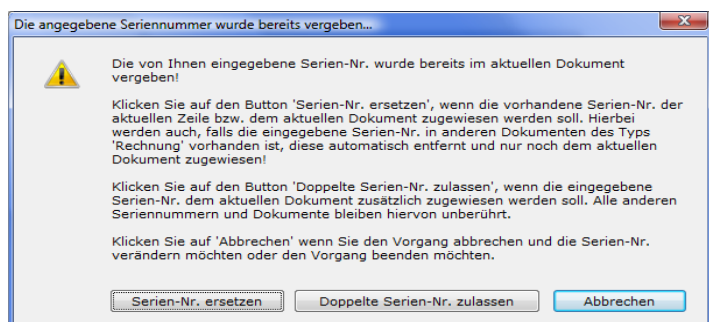 Die angegebene Seriennummer wurde bereits vergeben...
Die von Ihnen eingegebene Serien-Nr. wurde bereits im aktuellen Dokument
vergeben!
Klicken Sie auf den Button 'Serien-Nr. ersetzen', wenn die vorhandene Serien-Nr. der
aktuellen Zeile bzw. dem aktuellen Dokument zugewiesen werden soll. Hierbei
werden auch, falls die eingegebene Serien-Nr. in anderen Dokumenten des Typs
'Rechnung' vorhanden ist, diese automatisch entfernt und nur noch dem aktuellen
Dokument zugewiesen!
Klicken Sie auf den Button 'Doppelte Serien-Nr. zulassen', wenn die eingegebene
Serien-Nr. dem aktuellen Dokument zusätzlich zugewiesen werden soll. Alle anderen
Seriennummern und Dokumente bleiben hiervon unberührt.
Klicken Sie auf 'Abbrechen' wenn Sie den Vorgang abbrechen und die Serien-Nr.
verändern möchten oder den Vorgang beenden möchten.
Serien-Nr. ersetzen Doppelte Serien-Nr. zulassen Abbrechen